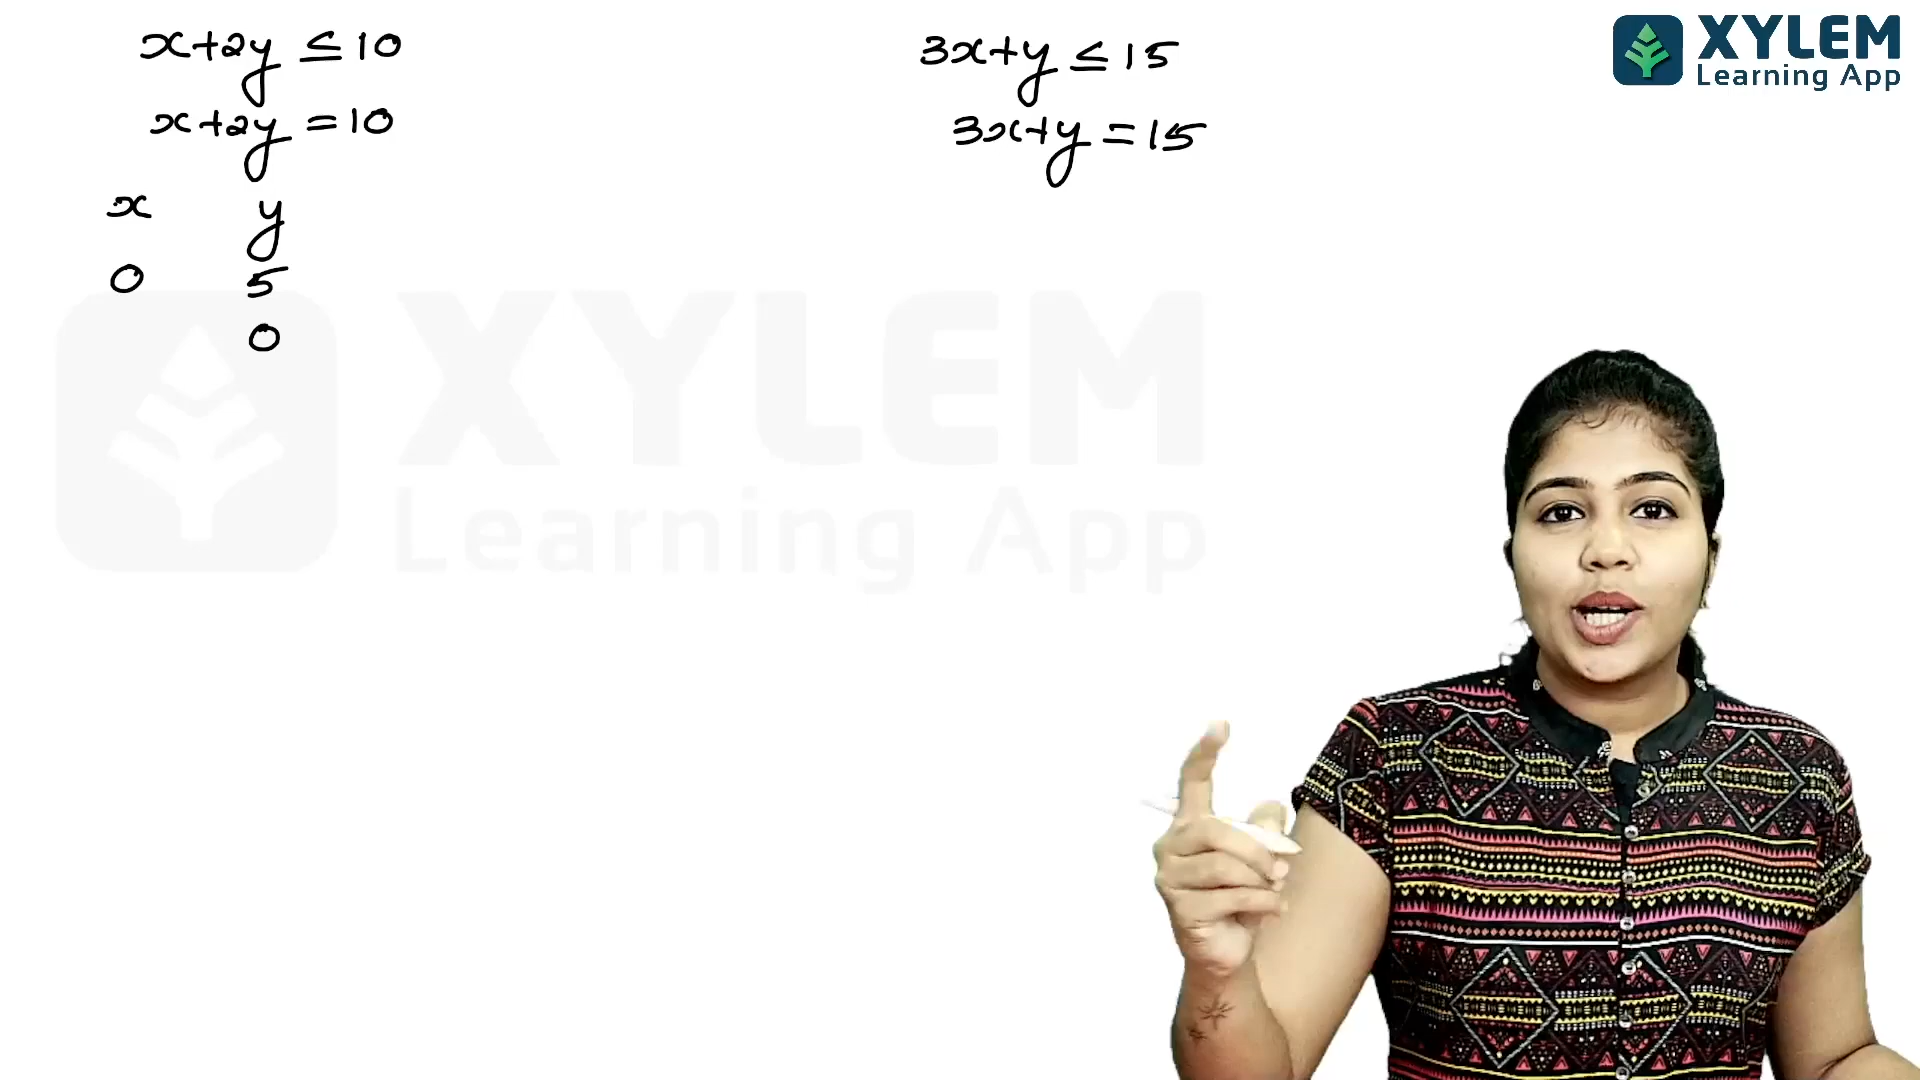 x+2y ≤ 10
x+2y = 10
x y
0 5
0
3x+y ≤ 15
3x+y = 15
XYLEM
Learning App
XYLEM
Learning App